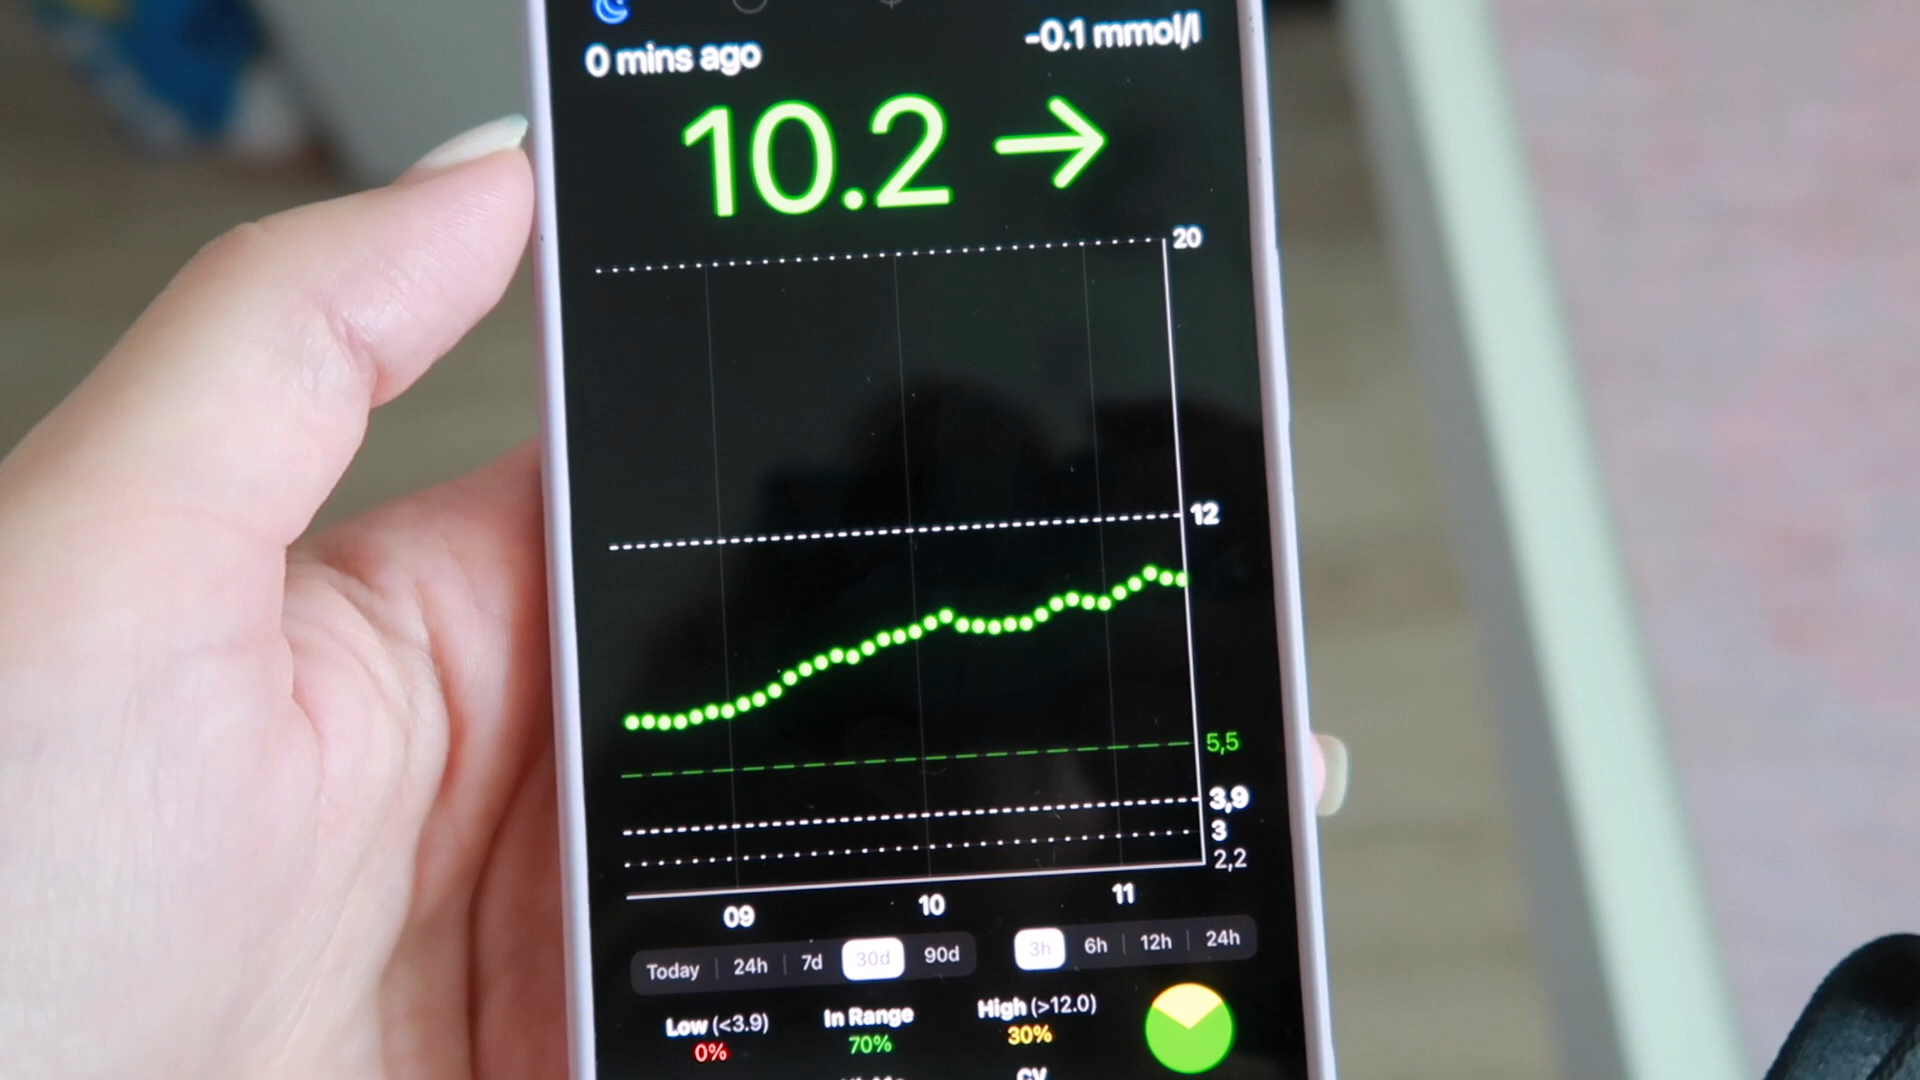 0 mins ago -0.1 mmol/l
10.2 →
20
12
5,5
3,9
3
2,2
09 10 11
Today 24h 7d 30d 90d 3h 6h 12h 24h
Low (<3.9) In Range High (>12.0)
0% 70% 30%
CV